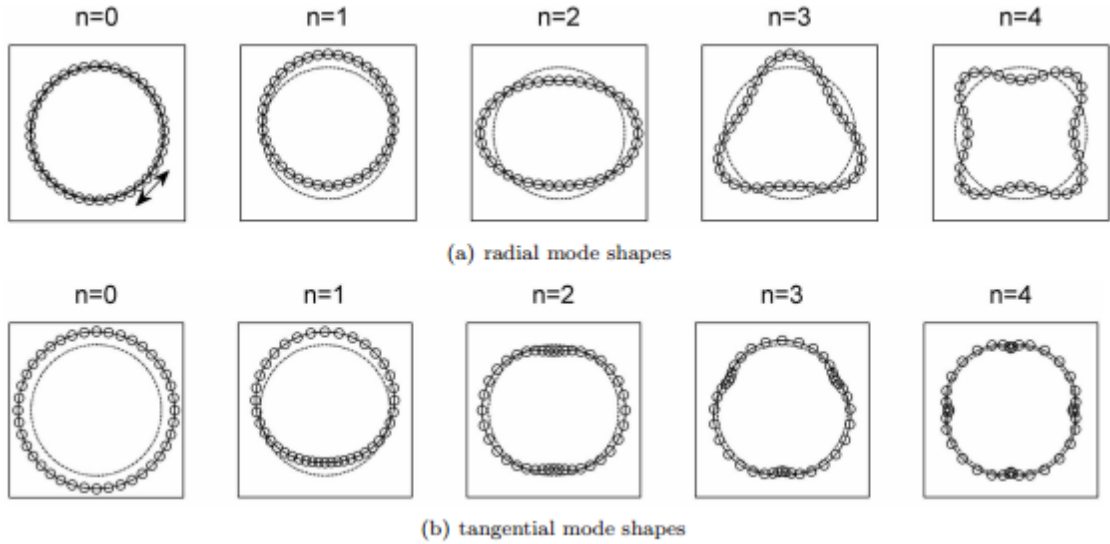 n=0 n=1 n=2 n=3 n=4
(a) radial mode shapes
n=0 n=1 n=2 n=3 n=4
(b) tangential mode shapes